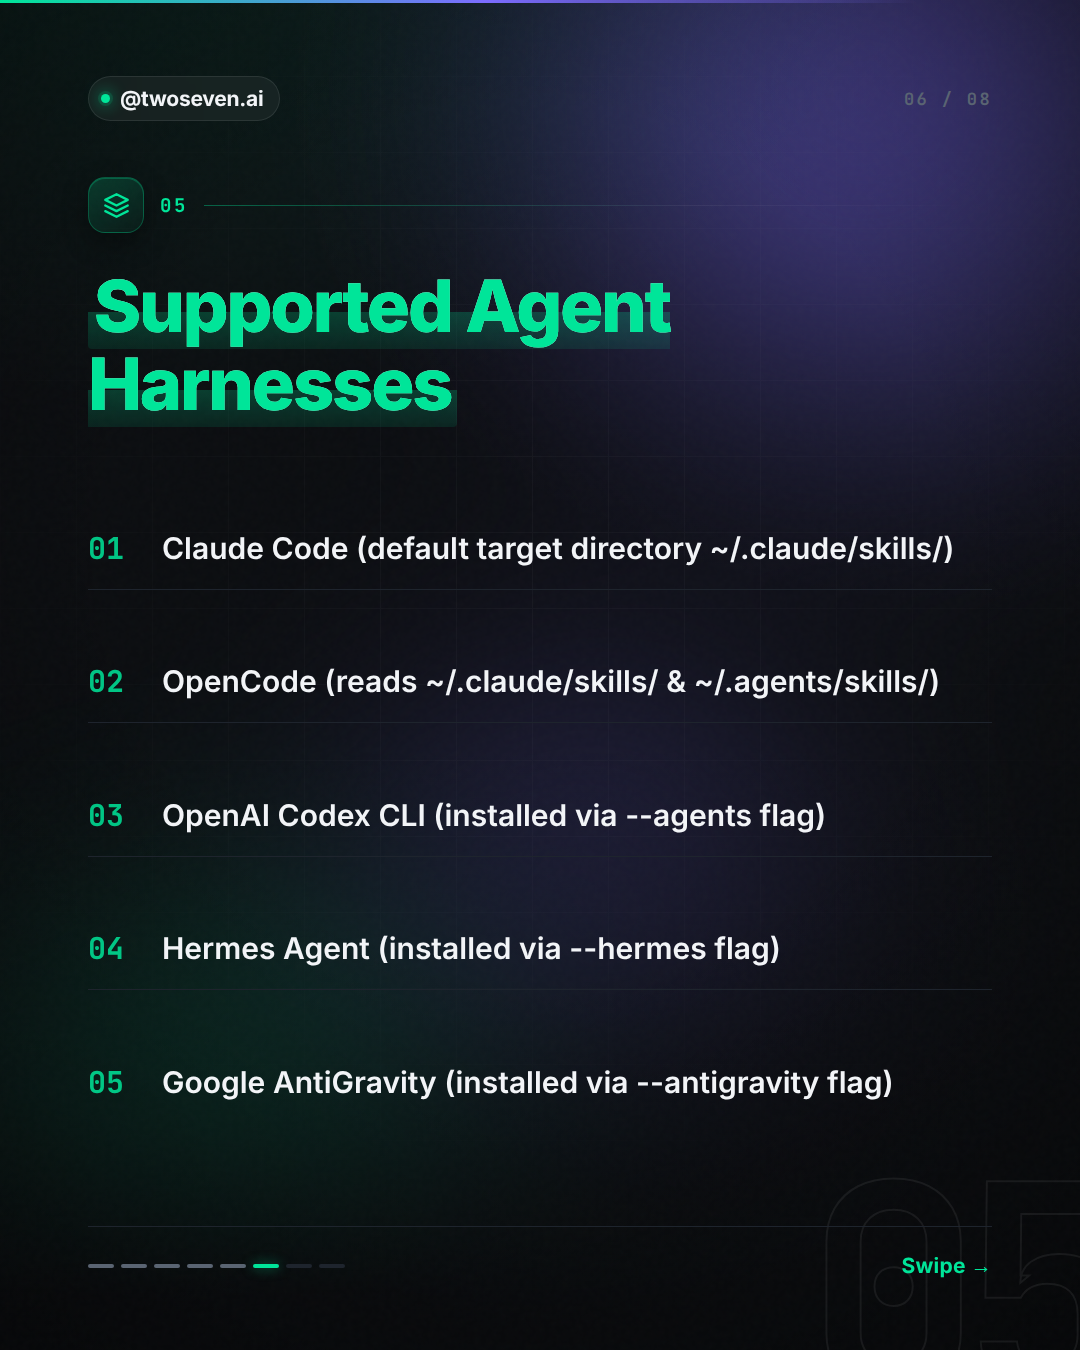 @twoseven.ai
06 / 08
05
Supported Agent
Harnesses
01 Claude Code (default target directory ~/.claude/skills/)
02 OpenCode (reads ~/.claude/skills/ & ~/.agents/skills/)
03 OpenAI Codex CLI (installed via --agents flag)
04 Hermes Agent (installed via --hermes flag)
05 Google AntiGravity (installed via --antigravity flag)
Swipe →
05